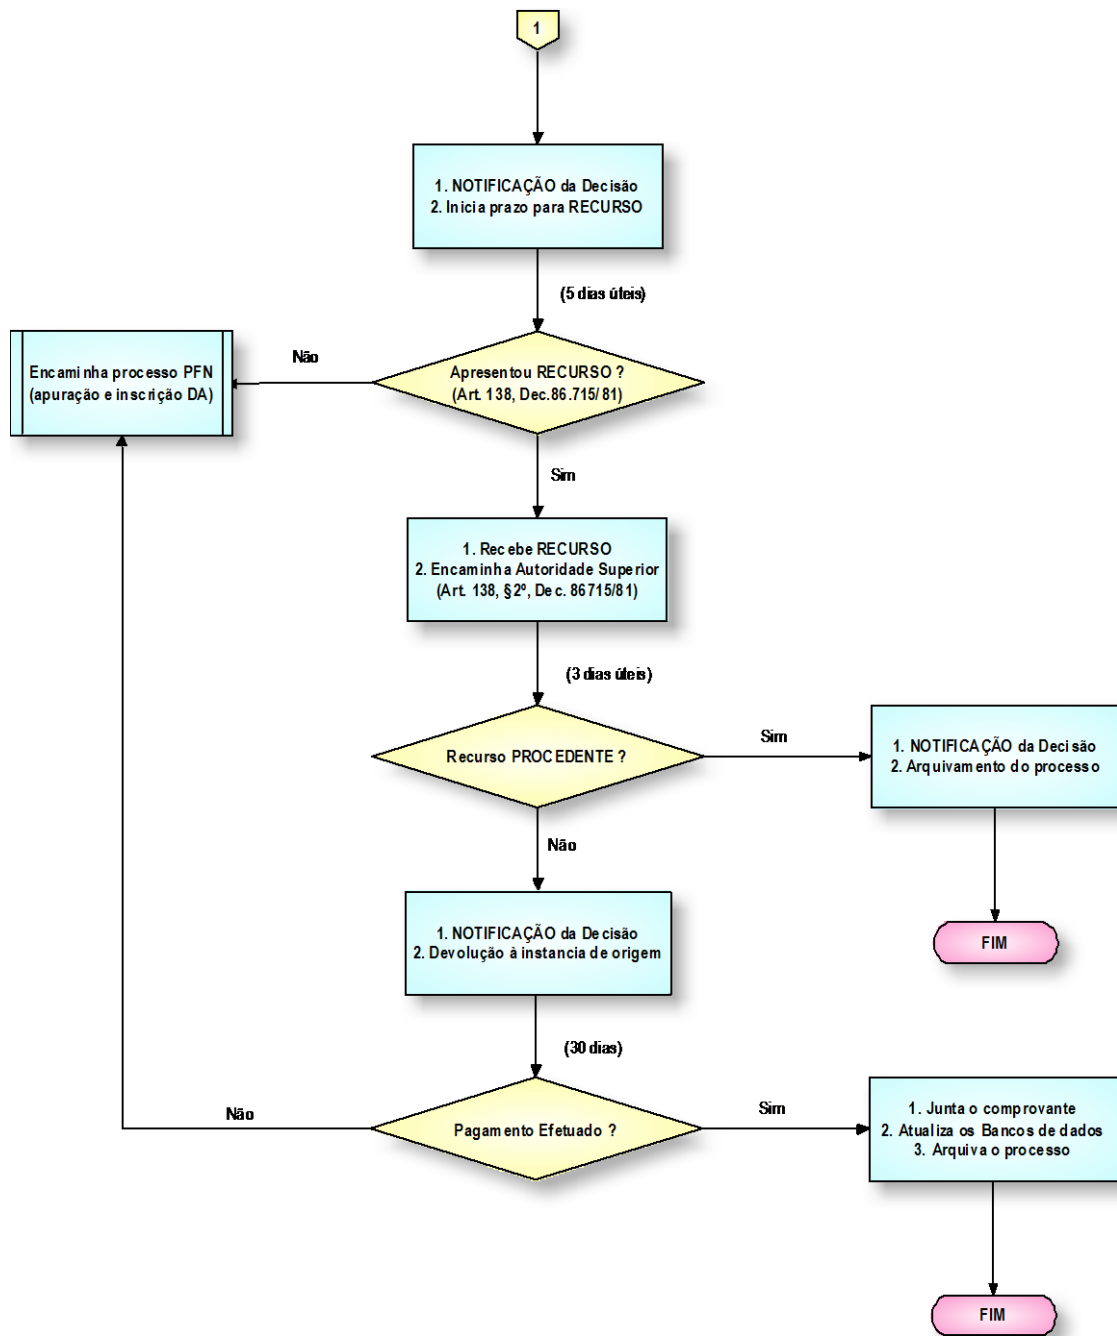 1
1. NOTIFICAÇÃO da Decisão
2. Inicia prazo para RECURSO
(5 dias úteis)
Apresentou RECURSO ?
(Art. 138, Dec.86.715/81)
Não
Encaminha processo PFN
(apuração e inscrição DA)
Sim
1. Recebe RECURSO
2. Encaminha Autoridade Superior
(Art. 138, §2º, Dec. 86715/81)
(3 dias úteis)
Recurso PROCEDENTE ?
Sim
1. NOTIFICAÇÃO da Decisão
2. Arquivamento do processo
FIM
Não
1. NOTIFICAÇÃO da Decisão
2. Devolução à instancia de origem
(30 dias)
Pagamento Efetuado ?
Não
Sim
1. Junta o comprovante
2. Atualiza os Bancos de dados
3. Arquiva o processo
FIM